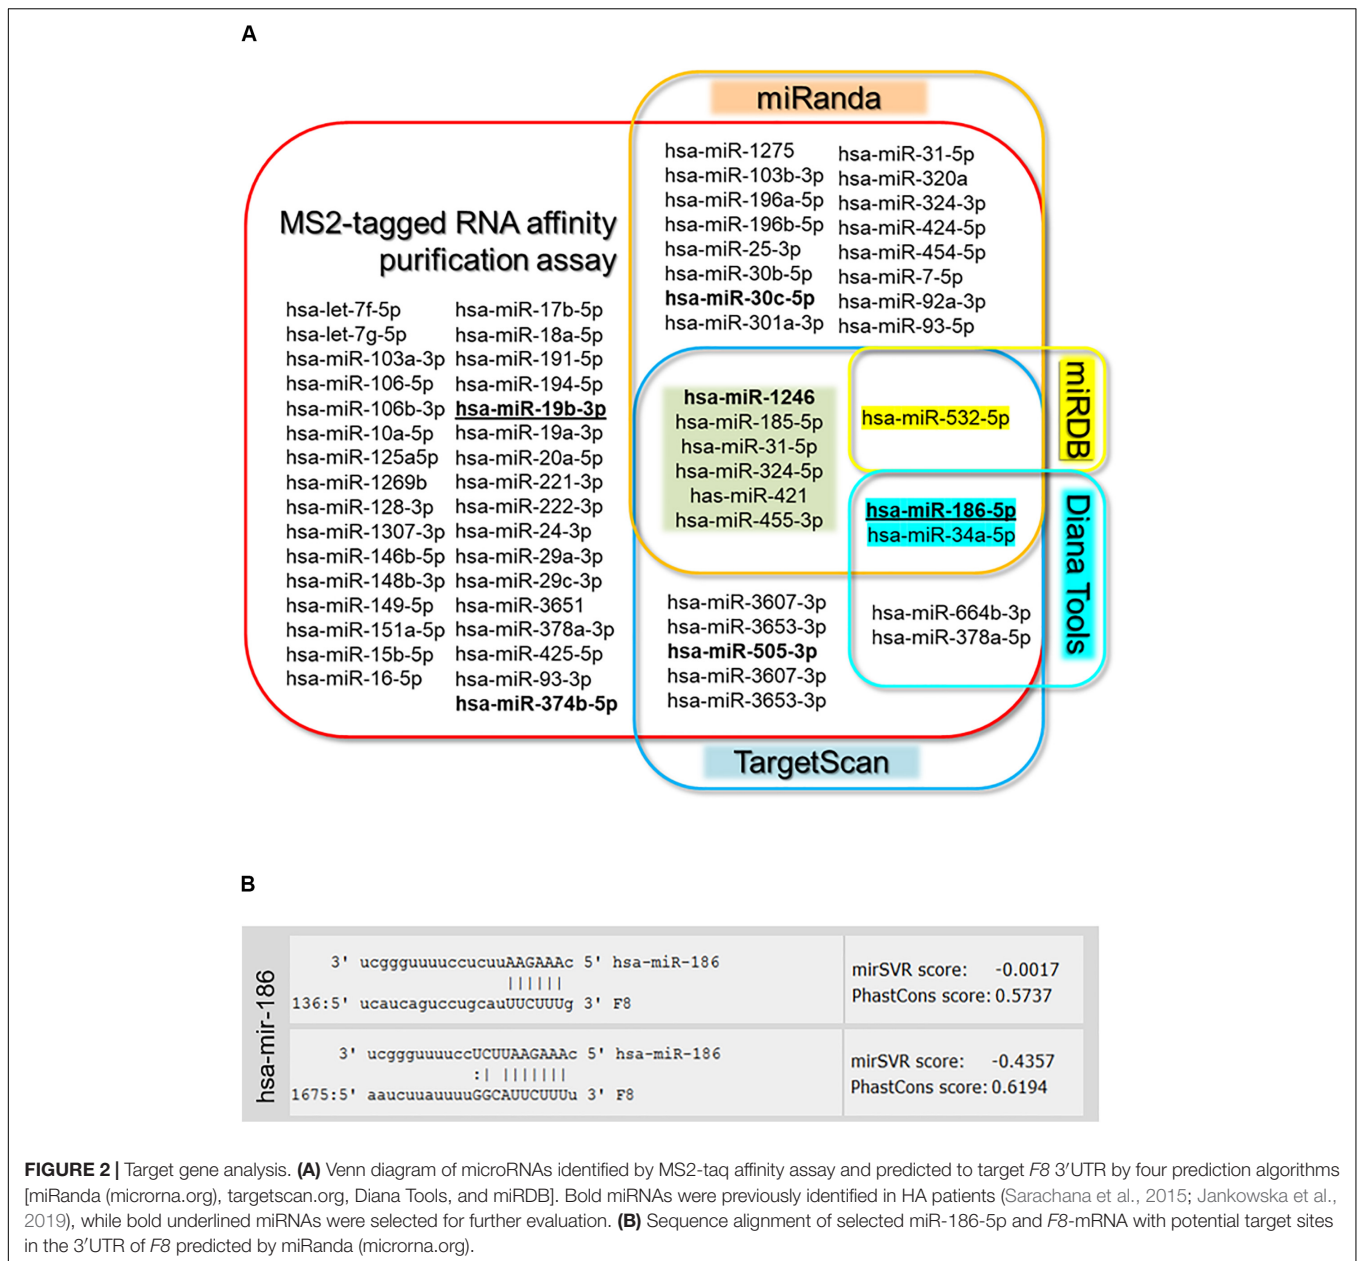 A
miRanda
MS2-tagged RNA affinity
purification assay
hsa-let-7f-5p
hsa-let-7g-5p
hsa-miR-103a-3p
hsa-miR-106-5p
hsa-miR-106b-3p
hsa-miR-10a-5p
hsa-miR-125a5p
hsa-miR-1269b
hsa-miR-128-3p
hsa-miR-1307-3p
hsa-miR-146b-5p
hsa-miR-148b-3p
hsa-miR-149-5p
hsa-miR-151a-5p
hsa-miR-15b-5p
hsa-miR-16-5p
hsa-miR-17b-5p
hsa-miR-18a-5p
hsa-miR-191-5p
hsa-miR-194-5p
hsa-miR-19b-3p
hsa-miR-19a-3p
hsa-miR-20a-5p
hsa-miR-221-3p
hsa-miR-222-3p
hsa-miR-24-3p
hsa-miR-29a-3p
hsa-miR-29c-3p
hsa-miR-3651
hsa-miR-378a-3p
hsa-miR-425-5p
hsa-miR-93-3p
hsa-miR-374b-5p
hsa-miR-1275
hsa-miR-103b-3p
hsa-miR-196a-5p
hsa-miR-196b-5p
hsa-miR-25-3p
hsa-miR-30b-5p
hsa-miR-30c-5p
hsa-miR-301a-3p
hsa-miR-31-5p
hsa-miR-320a
hsa-miR-324-3p
hsa-miR-424-5p
hsa-miR-454-5p
hsa-miR-7-5p
hsa-miR-92a-3p
hsa-miR-93-5p
hsa-miR-1246
hsa-miR-185-5p
hsa-miR-31-5p
hsa-miR-324-5p
has-miR-421
hsa-miR-455-3p
hsa-miR-532-5p
miRDB
hsa-miR-186-5p
hsa-miR-34a-5p
Diana Tools
hsa-miR-664b-3p
hsa-miR-378a-5p
hsa-miR-3607-3p
hsa-miR-3653-3p
hsa-miR-505-3p
hsa-miR-3607-3p
hsa-miR-3653-3p
TargetScan
B
hsa-mir-186
3' ucggguuuuccucuuAAGAAAc 5' hsa-miR-186
||||||
136:5' ucaucaguccugcauUUCUUUg 3' F8
mirSVR score: -0.0017
PhastCons score: 0.5737
3' ucggguuuuccUCUUAAGAAAc 5' hsa-miR-186
:| |||||||
1675:5' aaucuuauuuuGGCAUUCUUUu 3' F8
mirSVR score: -0.4357
PhastCons score: 0.6194
FIGURE 2 | Target gene analysis. (A) Venn diagram of microRNAs identified by MS2-taq affinity assay and predicted to target F8 3′UTR by four prediction algorithms
[miRanda (microrna.org), targetscan.org, Diana Tools, and miRDB]. Bold miRNAs were previously identified in HA patients (Sarachana et al., 2015; Jankowska et al.,
2019), while bold underlined miRNAs were selected for further evaluation. (B) Sequence alignment of selected miR-186-5p and F8-mRNA with potential target sites
in the 3′UTR of F8 predicted by miRanda (microrna.org).